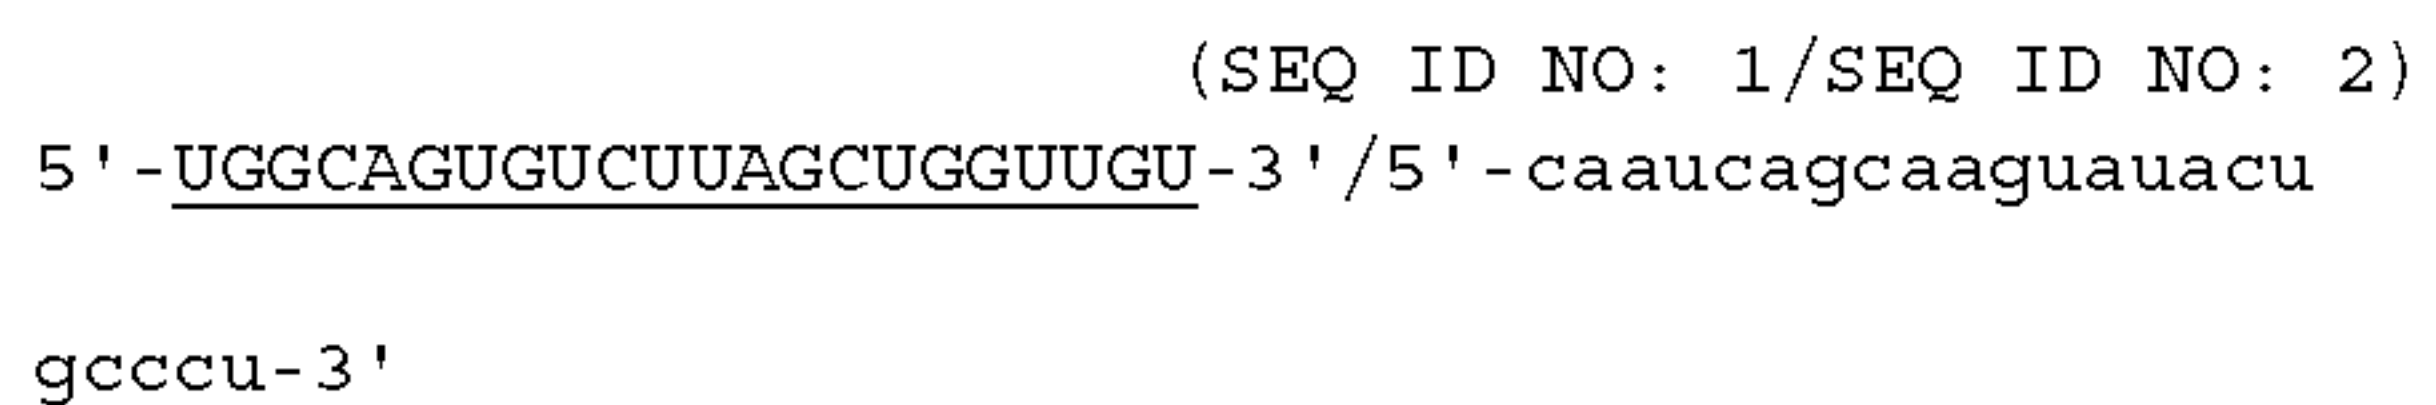 (SEQ ID NO: 1/SEQ ID NO: 2)
5'-UGGCAGUGUCUUAGCUGGUUGU-3'/5'-caaucagcaaguauacu
gcccu-3'